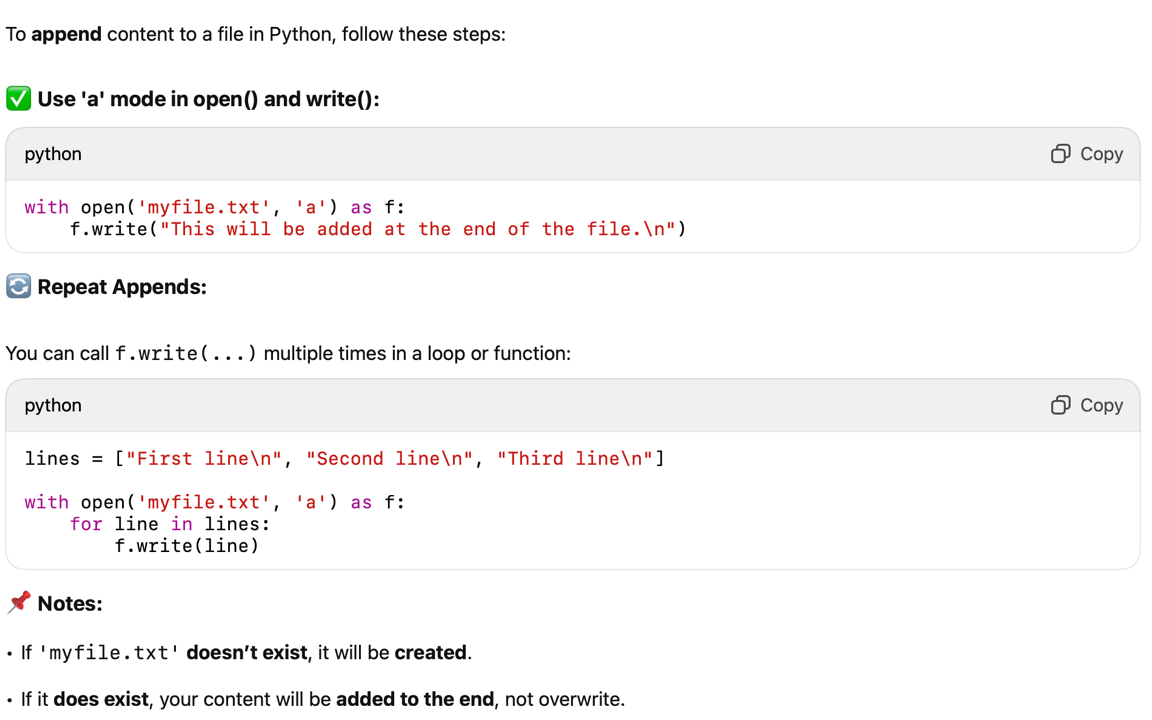 To append content to a file in Python, follow these steps:
✅ Use 'a' mode in open() and write():
python
Copy
with open('myfile.txt', 'a') as f:
    f.write("This will be added at the end of the file.\n")
🔄 Repeat Appends:
You can call f.write(...) multiple times in a loop or function:
python
Copy
lines = ["First line\n", "Second line\n", "Third line\n"]
with open('myfile.txt', 'a') as f:
    for line in lines:
        f.write(line)
📌 Notes:
• If 'myfile.txt' doesn’t exist, it will be created.
• If it does exist, your content will be added to the end, not overwrite.